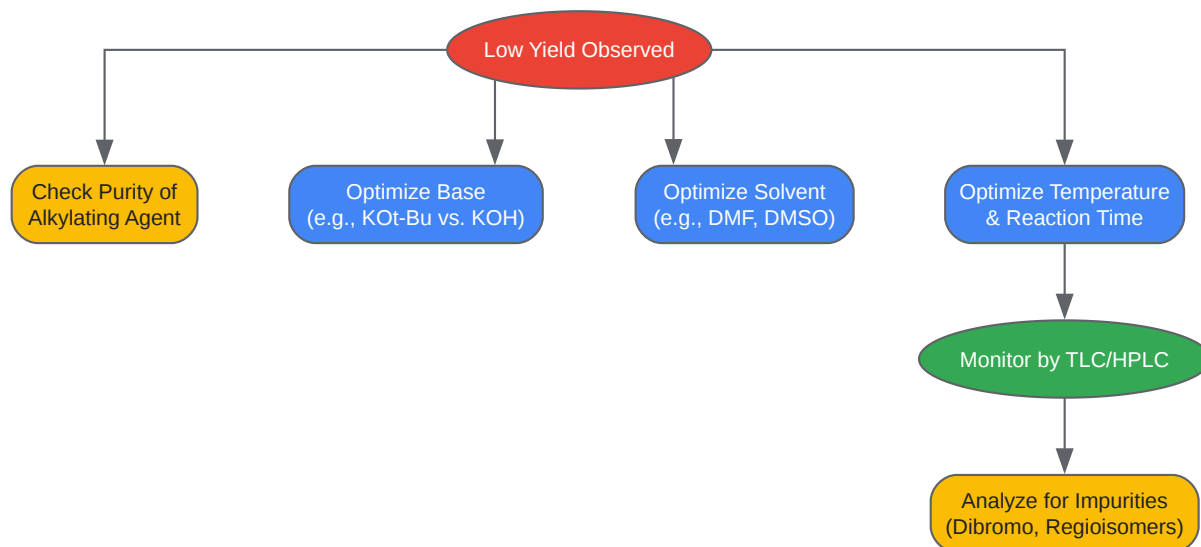 Low Yield Observed
Check Purity of
Alkylating Agent
Optimize Base
(e.g., KOt-Bu vs. KOH)
Optimize Solvent
(e.g., DMF, DMSO)
Optimize Temperature
& Reaction Time
Monitor by TLC/HPLC
Analyze for Impurities
(Dibromo, Regioisomers)